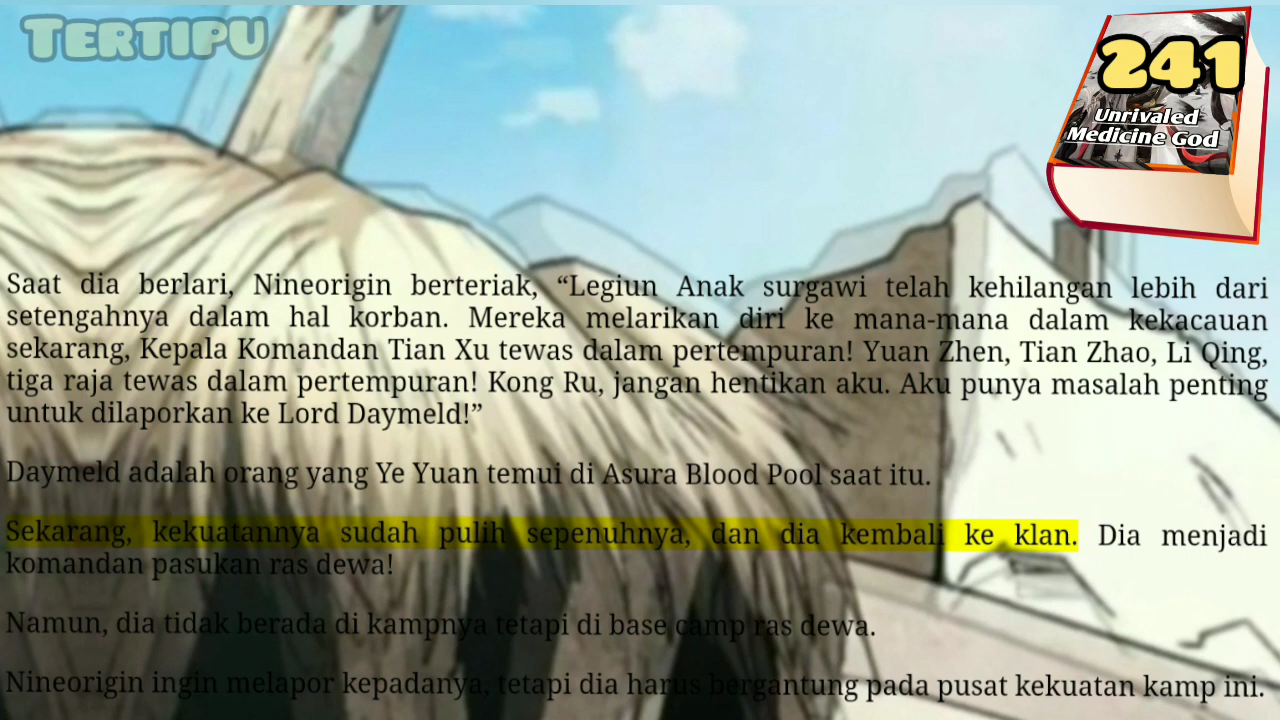 TERTIPU
241
Unrivaled
Medicine God
Saat dia berlari, Nineorigin berteriak, “Legiun Anak surgawi telah kehilangan lebih dari
setengahnya dalam hal korban. Mereka melarikan diri ke mana-mana dalam kekacauan
sekarang, Kepala Komandan Tian Xu tewas dalam pertempuran! Yuan Zhen, Tian Zhao, Li Qing,
tiga raja tewas dalam pertempuran! Kong Ru, jangan hentikan aku. Aku punya masalah penting
untuk dilaporkan ke Lord Daymeld!”
Daymeld adalah orang yang Ye Yuan temui di Asura Blood Pool saat itu.
Sekarang, kekuatannya sudah pulih sepenuhnya, dan dia kembali ke klan. Dia menjadi
komandan pasukan ras dewa!
Namun, dia tidak berada di kampnya tetapi di base camp ras dewa.
Nineorigin ingin melapor kepadanya, tetapi dia harus bergantung pada pusat kekuatan kamp ini.